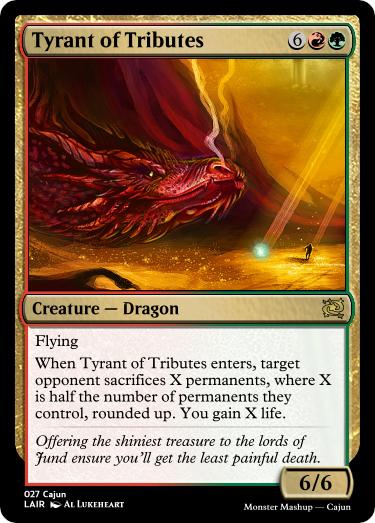 Tyrant of Tributes 6
Creature — Dragon
Flying
When Tyrant of Tributes enters, target
opponent sacrifices X permanents, where X
is half the number of permanents they
control, rounded up. You gain X life.
Offering the shiniest treasure to the lords of
Jund ensure you'll get the least painful death.
6/6
027 Cajun
LAIR Al Lukeheart
Monster Mashup — Cajun